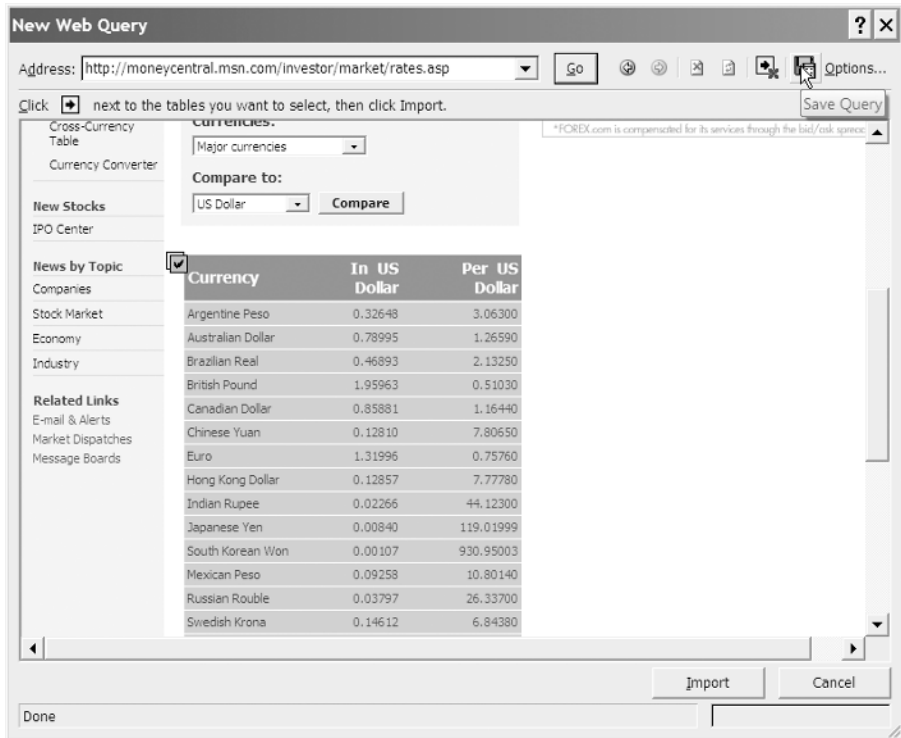 New Web Query
Address: http://moneycentral.msn.com/investor/market/rates.asp Go Options...
Save Query
Click next to the tables you want to select, then click Import.
Cross-Currency
Table
Currency Converter
New Stocks
IPO Center
News by Topic
Companies
Stock Market
Economy
Industry
Related Links
E-mail & Alerts
Market Dispatches
Message Boards
Currencies:
Major currencies
Compare to:
US Dollar Compare
*FOREX.com is compensated for its services through the bid/ask spread
Currency In US Dollar Per US Dollar
Argentine Peso 0.32648 3.06300
Australian Dollar 0.78995 1.26590
Brazilian Real 0.46893 2.13250
British Pound 1.95963 0.51030
Canadian Dollar 0.85881 1.16440
Chinese Yuan 0.12810 7.80650
Euro 1.31996 0.75760
Hong Kong Dollar 0.12857 7.77780
Indian Rupee 0.02266 44.12300
Japanese Yen 0.00840 119.01999
South Korean Won 0.00107 930.95003
Mexican Peso 0.09258 10.80140
Russian Rouble 0.03797 26.33700
Swedish Krona 0.14612 6.84380
Import Cancel
Done